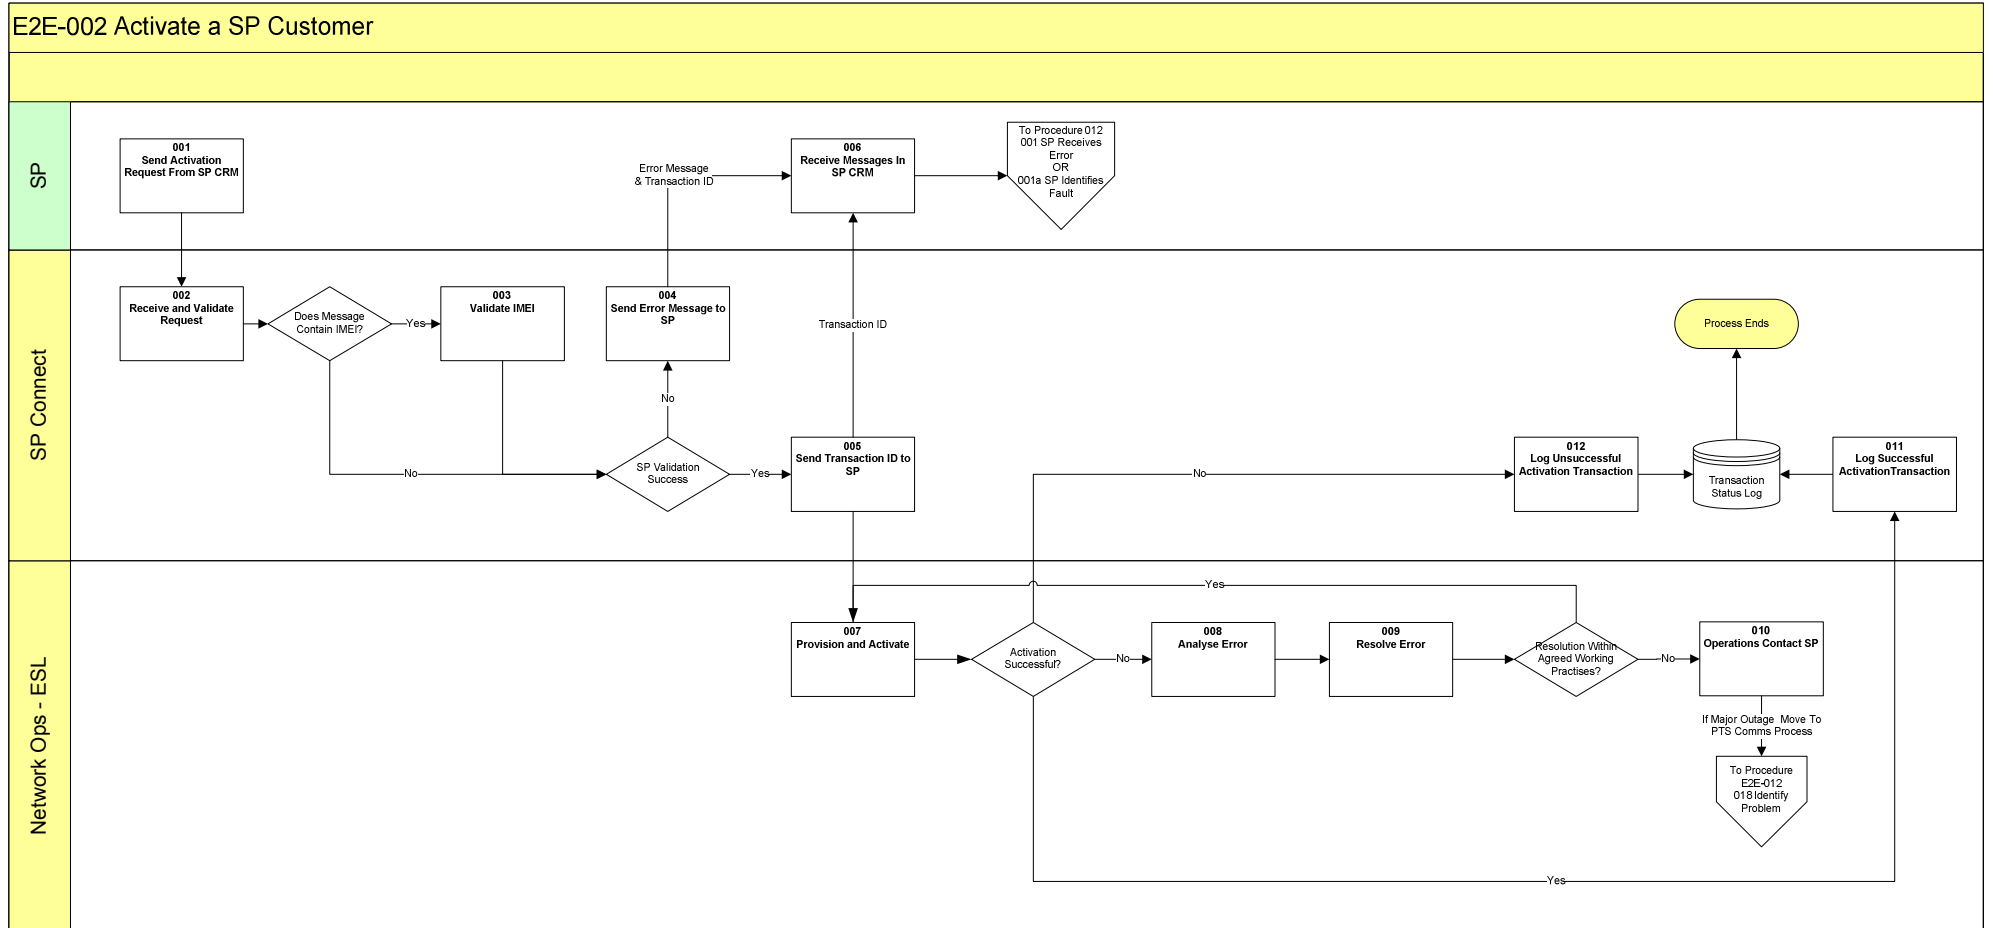 E2E-002 Activate a SP Customer
SP
001
Send Activation
Request From SP CRM
Error Message
& Transaction ID
006
Receive Messages In
SP CRM
To Procedure 012
001 SP Receives
Error
OR
001a SP Identifies
Fault
SP Connect
002
Receive and Validate
Request
Does Message
Contain IMEI?
Yes
003
Validate IMEI
004
Send Error Message to
SP
Transaction ID
Process Ends
No
No
SP Validation
Success
Yes
005
Send Transaction ID to
SP
No
012
Log Unsuccessful
Activation Transaction
Transaction
Status Log
011
Log Successful
ActivationTransaction
Network Ops - ESL
Yes
007
Provision and Activate
Activation
Successful?
No
008
Analyse Error
009
Resolve Error
Resolution Within
Agreed Working
Practises?
No
010
Operations Contact SP
If Major Outage  Move To
PTS Comms Process
To Procedure
E2E-012
018 Identify
Problem
Yes